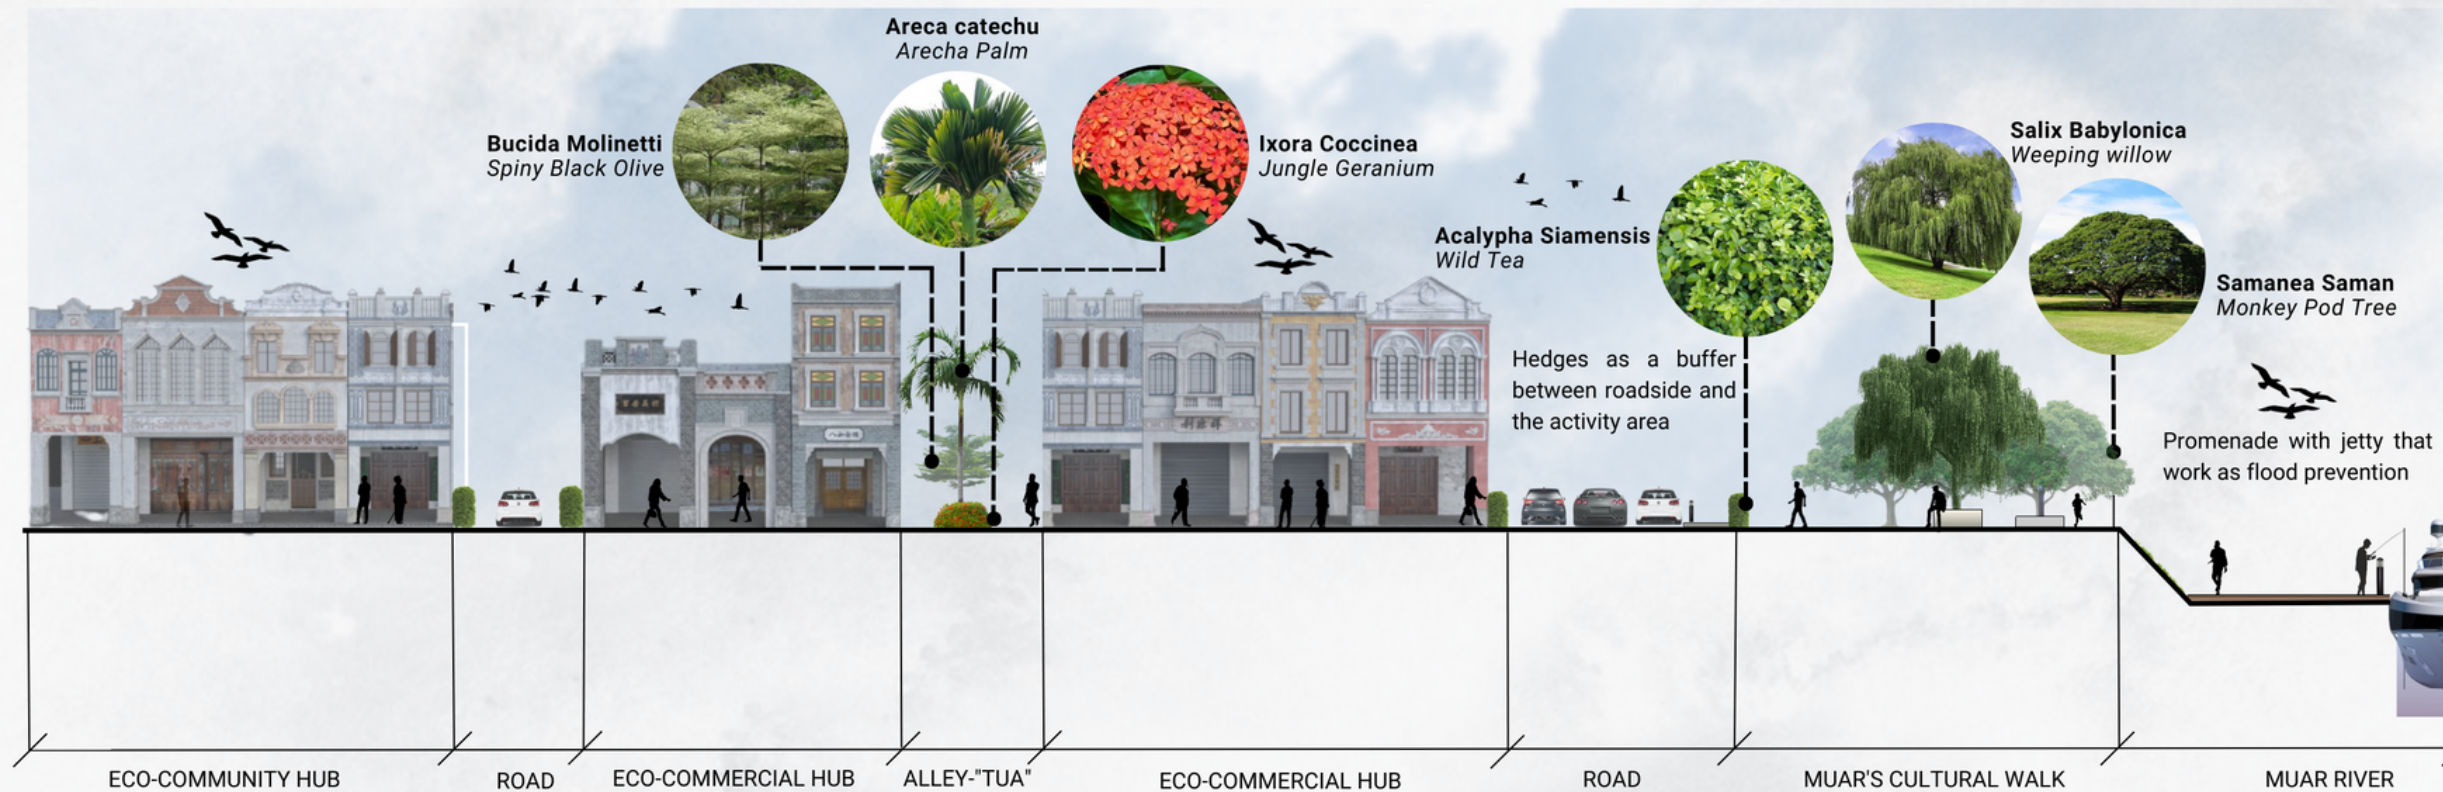 Areca catechu
Arecha Palm
Bucida Molinetti
Spiny Black Olive
Ixora Coccinea
Jungle Geranium
Acalypha Siamensis
Wild Tea
Salix Babylonica
Weeping willow
Samanea Saman
Monkey Pod Tree
Hedges as a buffer
between roadside and
the activity area
Promenade with jetty that
work as flood prevention
ECO-COMMUNITY HUB
ROAD
ECO-COMMERCIAL HUB
ALLEY-"TUA"
ECO-COMMERCIAL HUB
ROAD
MUAR'S CULTURAL WALK
MUAR RIVER